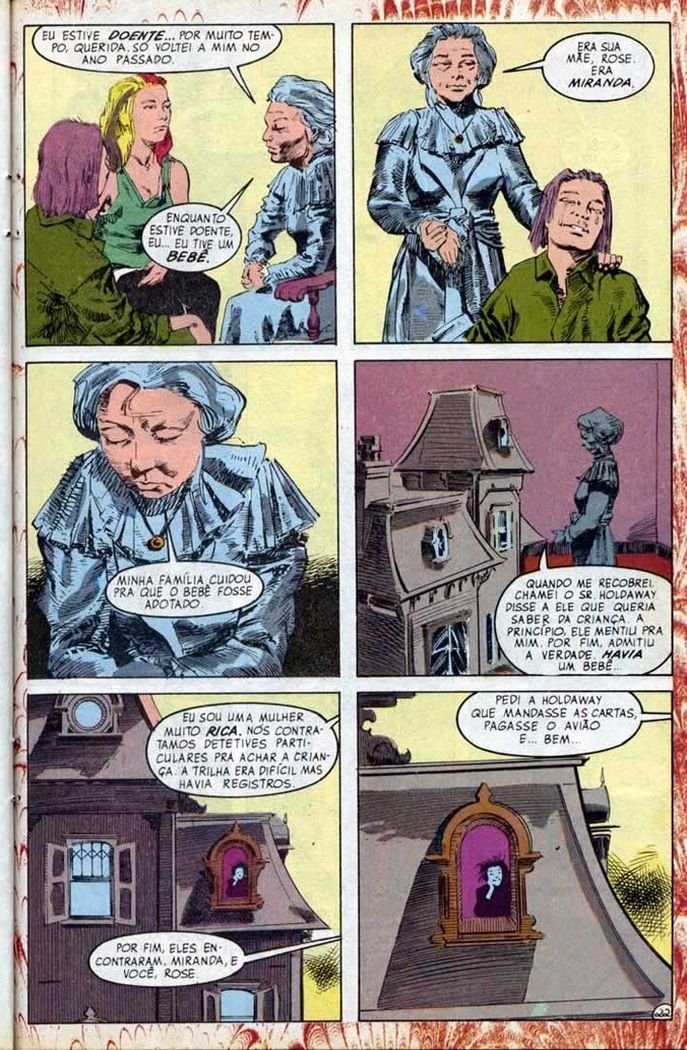 EU ESTIVE DOENTE... POR MUITO TEM-
PO, QUERIDA. SÓ VOLTEI A MIM NO
ANO PASSADO.
ENQUANTO
ESTIVE DOENTE,
EU... EU TIVE UM
BEBÊ.
ERA SUA
MÃE, ROSE.
ERA
MIRANDA.
MINHA FAMÍLIA CUIDOU
PRA QUE O BEBÊ FOSSE
ADOTADO.
QUANDO ME RECOBREI,
CHAMEI O SR. HOLDAWAY
DISSE A ELE QUE QUERIA
SABER DA CRIANÇA. A
PRINCÍPIO, ELE MENTIU PRA
MIM. POR FIM, ADMITIU
A VERDADE. HAVIA
UM BEBÊ...
EU SOU UMA MULHER
MUITO RICA. NÓS CONTRA-
TAMOS DETETIVES PARTI-
CULARES PRA ACHAR A CRIAN-
ÇA. A TRILHA ERA DIFÍCIL MAS
HAVIA REGISTROS.
POR FIM, ELES EN-
CONTRARAM, MIRANDA, E
VOCÊ, ROSE.
PEDI A HOLDAWAY
QUE MANDASSE AS CARTAS,
PAGASSE O AVIÃO
E... BEM...
22